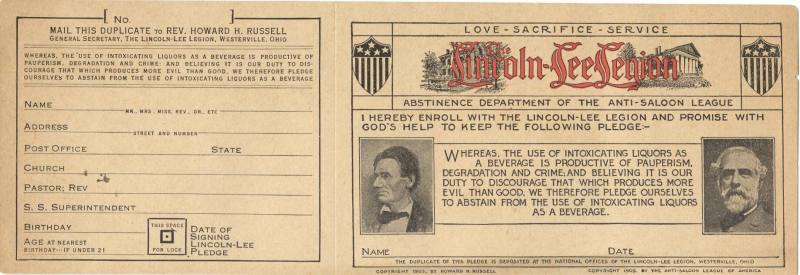 [ No. ]
MAIL THIS DUPLICATE TO REV. HOWARD H. RUSSELL
GENERAL SECRETARY, THE LINCOLN-LEE LEGION, WESTERVILLE, OHIO
WHEREAS, THE USE OF INTOXICATING LIQUORS AS A BEVERAGE IS PRODUCTIVE OF
PAUPERISM, DEGRADATION AND CRIME: AND BELIEVING IT IS OUR DUTY TO DIS-
COURAGE THAT WHICH PRODUCES MORE EVIL THAN GOOD, WE THEREFORE PLEDGE
OURSELVES TO ABSTAIN FROM THE USE OF INTOXICATING LIQUORS AS A BEVERAGE
NAME
MR., MRS., MISS, REV., DR., ETC
ADDRESS
STREET AND NUMBER
POST OFFICE STATE
CHURCH
PASTOR; REV
S. S. SUPERINTENDENT
BIRTHDAY
AGE AT NEAREST
BIRTHDAY---IF UNDER 21
THIS SPACE
FOR LOCK
DATE OF
SIGNING
LINCOLN-LEE
PLEDGE
LOVE - SACRIFICE - SERVICE
The
Lincoln-Lee Legion
ABSTINENCE DEPARTMENT OF THE ANTI-SALOON LEAGUE
I HEREBY ENROLL WITH THE LINCOLN-LEE LEGION AND PROMISE WITH
GOD'S HELP TO KEEP THE FOLLOWING PLEDGE:-
WHEREAS, THE USE OF INTOXICATING LIQUORS AS
A BEVERAGE IS PRODUCTIVE OF PAUPERISM,
DEGRADATION AND CRIME; AND BELIEVING IT IS OUR
DUTY TO DISCOURAGE THAT WHICH PRODUCES MORE
EVIL THAN GOOD, WE THEREFORE PLEDGE OURSELVES
TO ABSTAIN FROM THE USE OF INTOXICATING LIQUORS
AS A BEVERAGE.
NAME DATE
THE DUPLICATE OF THIS PLEDGE IS DEPOSITED AT THE NATIONAL OFFICES OF THE LINCOLN-LEE LEGION, WESTERVILLE, OHIO
COPYRIGHT 1903, BY HOWARD H. RUSSELL COPYRIGHT 1909, BY THE ANTI-SALOON LEAGUE OF AMERICA